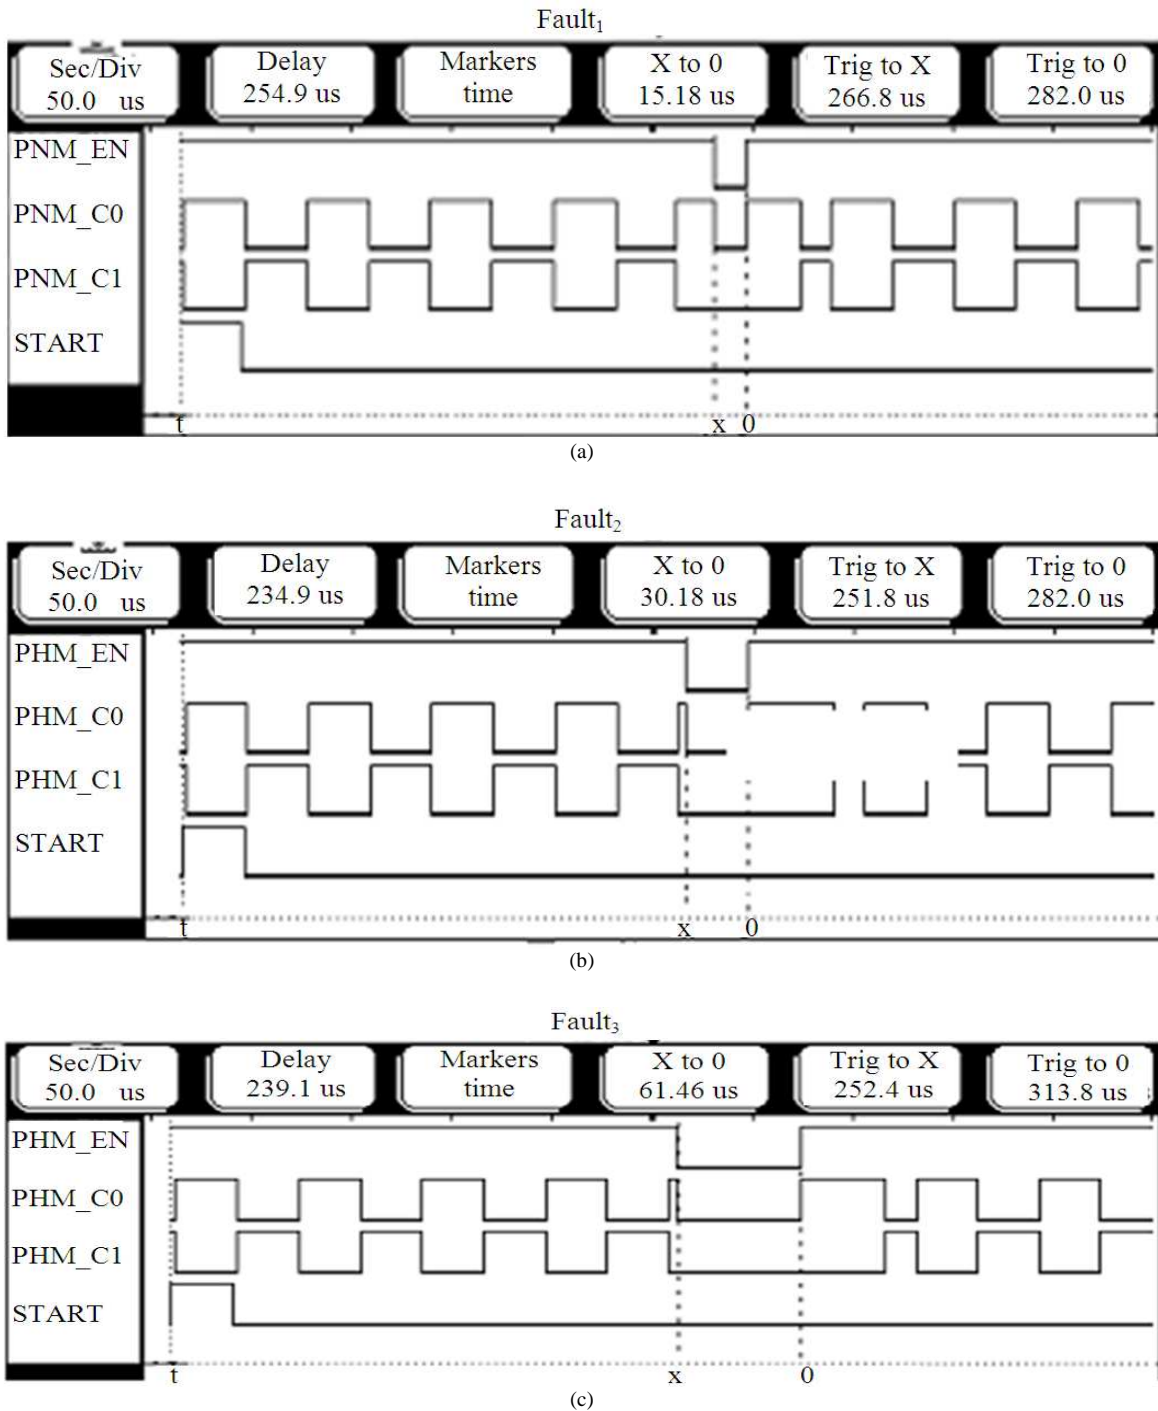 Fault1
Sec/Div Delay Markers X to 0 Trig to X Trig to 0
50.0 us 254.9 us time 15.18 us 266.8 us 282.0 us
PNM_EN
PNM_C0
PNM_C1
START
t x 0
(a)
Fault2
Sec/Div Delay Markers X to 0 Trig to X Trig to 0
50.0 us 234.9 us time 30.18 us 251.8 us 282.0 us
PHM_EN
PHM_C0
PHM_C1
START
t x 0
(b)
Fault3
Sec/Div Delay Markers X to 0 Trig to X Trig to 0
50.0 us 239.1 us time 61.46 us 252.4 us 313.8 us
PHM_EN
PHM_C0
PHM_C1
START
t x 0
(c)